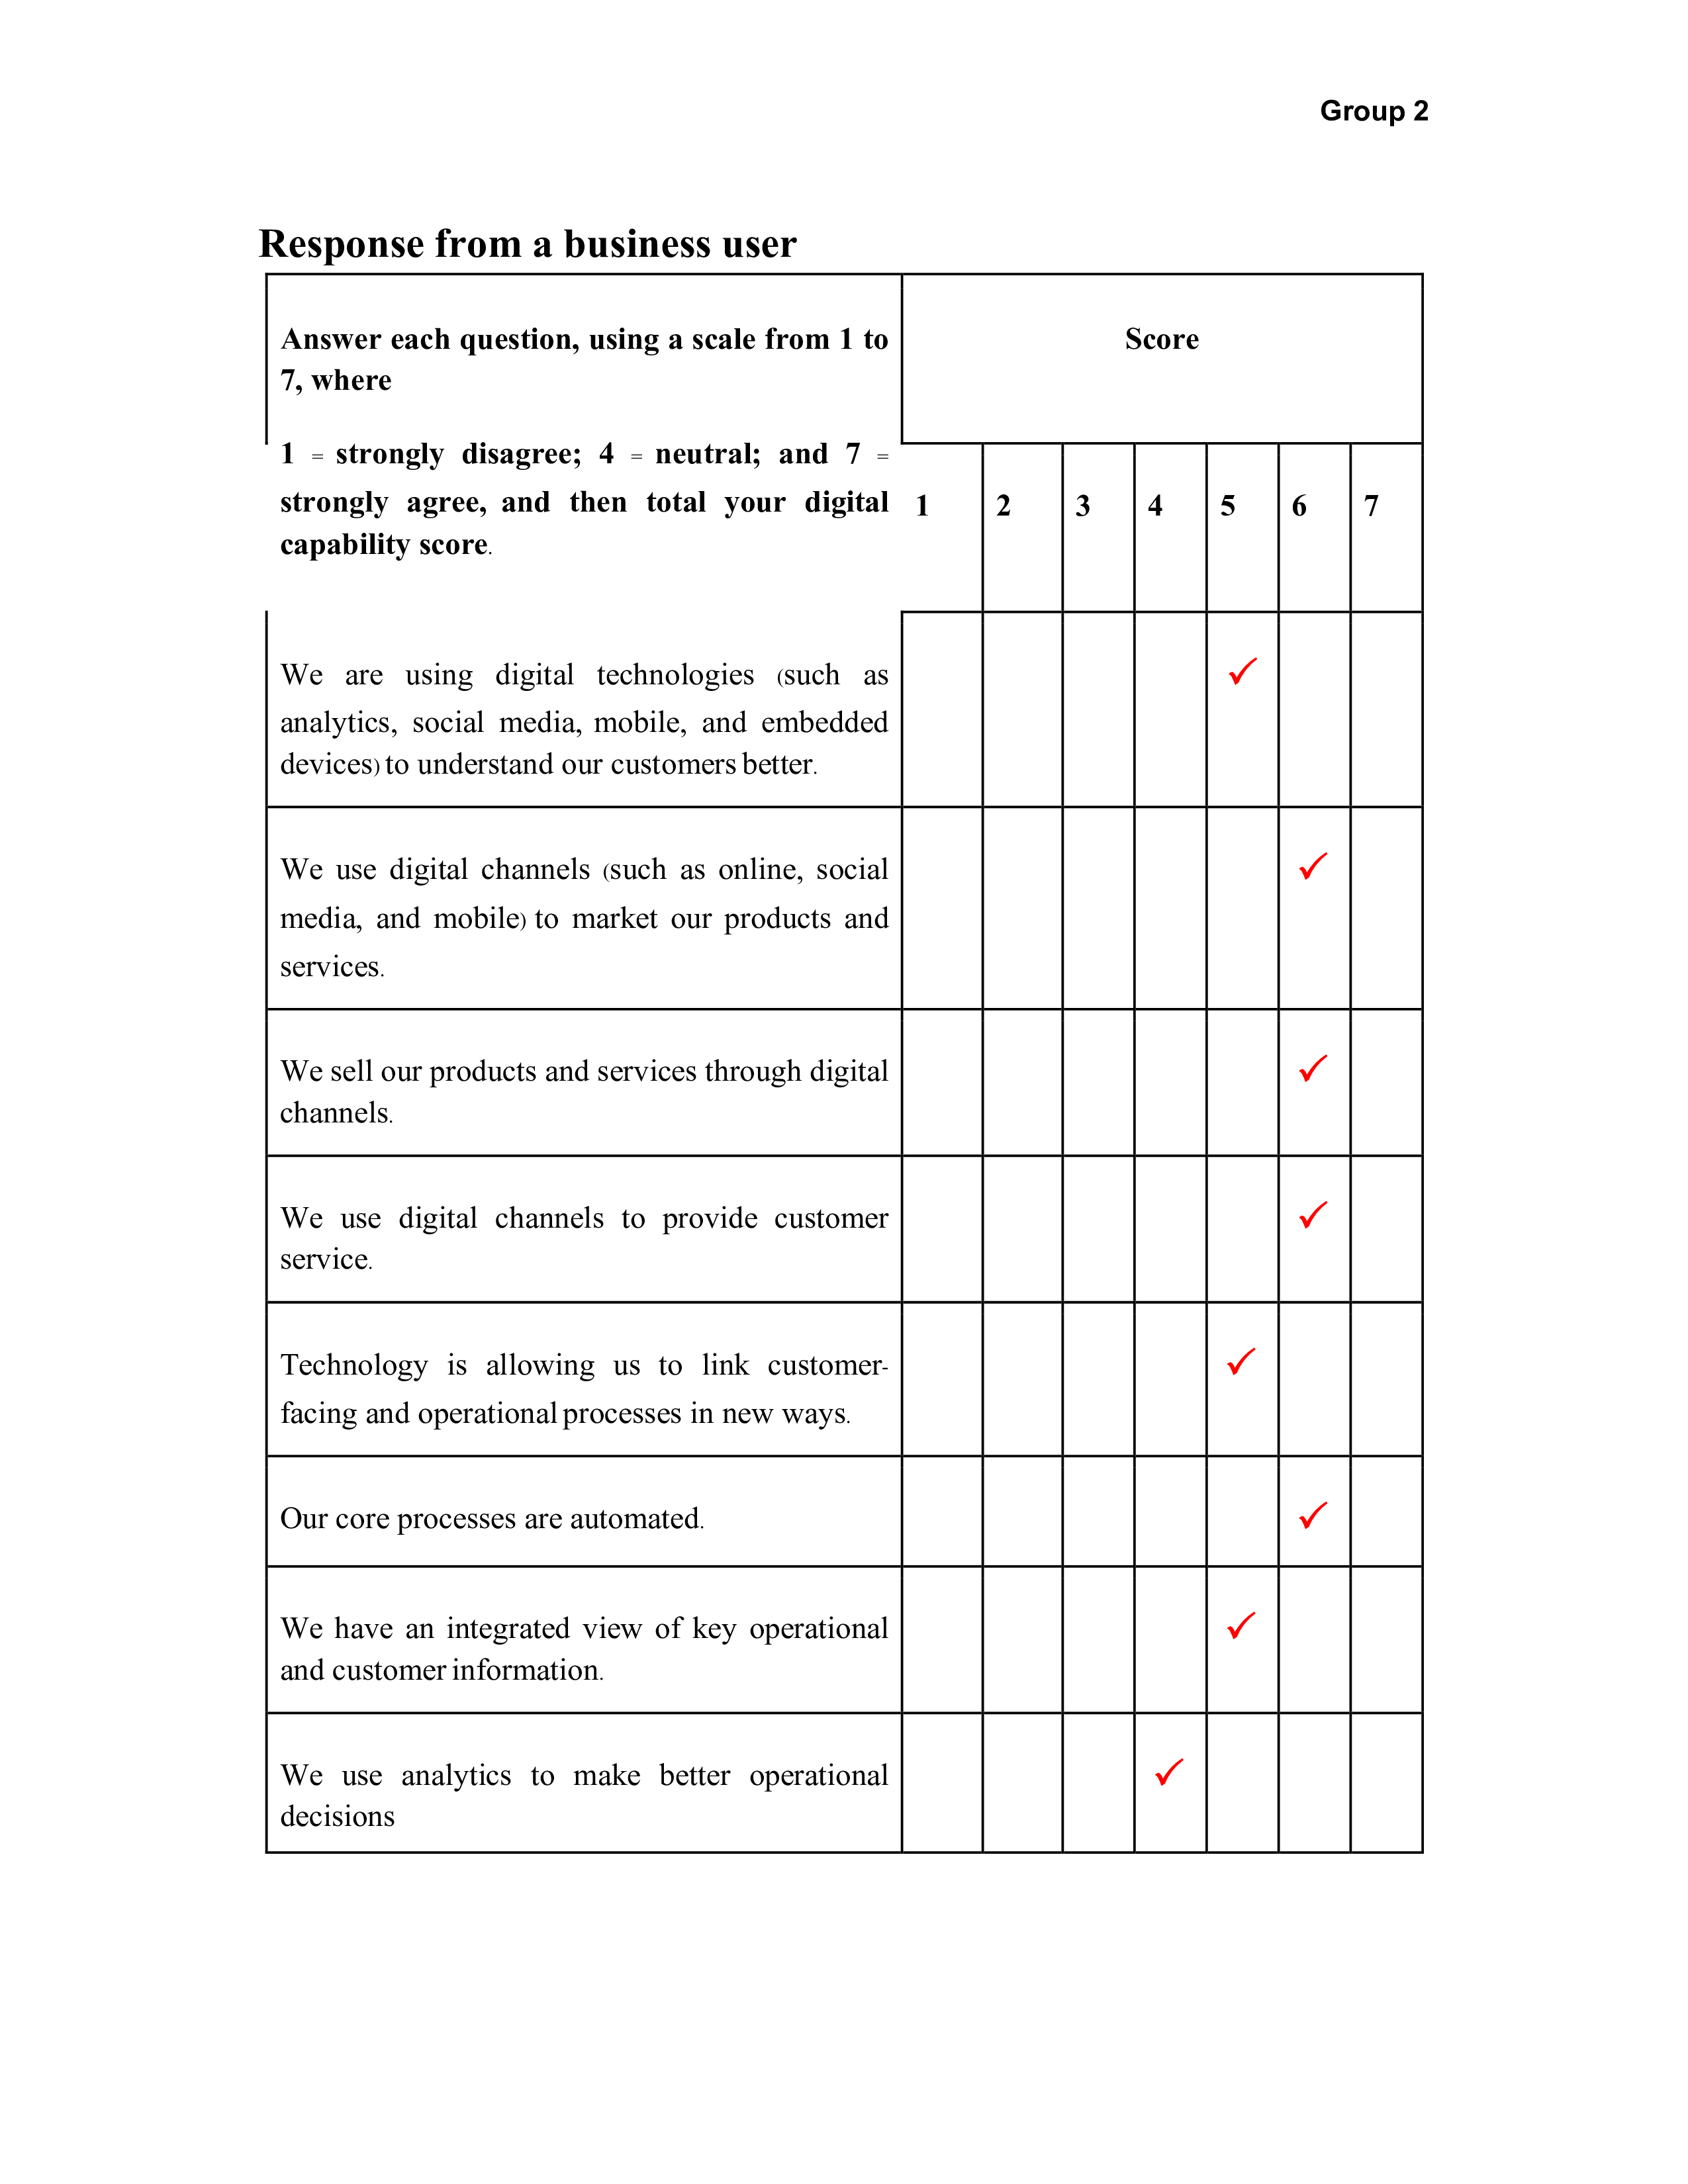 Group 2
Response from a business user
Answer each question, using a scale from 1 to
7, where
Score
1 = strongly disagree; 4 = neutral; and 7 =
strongly agree, and then total your digital
capability score.
1 2 3 4 5 6 7
We are using digital technologies (such as
analytics, social media, mobile, and embedded
devices) to understand our customers better.
✓
We use digital channels (such as online, social
media, and mobile) to market our products and
services.
✓
We sell our products and services through digital
channels.
✓
We use digital channels to provide customer
service.
✓
Technology is allowing us to link customer-
facing and operational processes in new ways.
✓
Our core processes are automated.
✓
We have an integrated view of key operational
and customer information.
✓
We use analytics to make better operational
decisions
✓